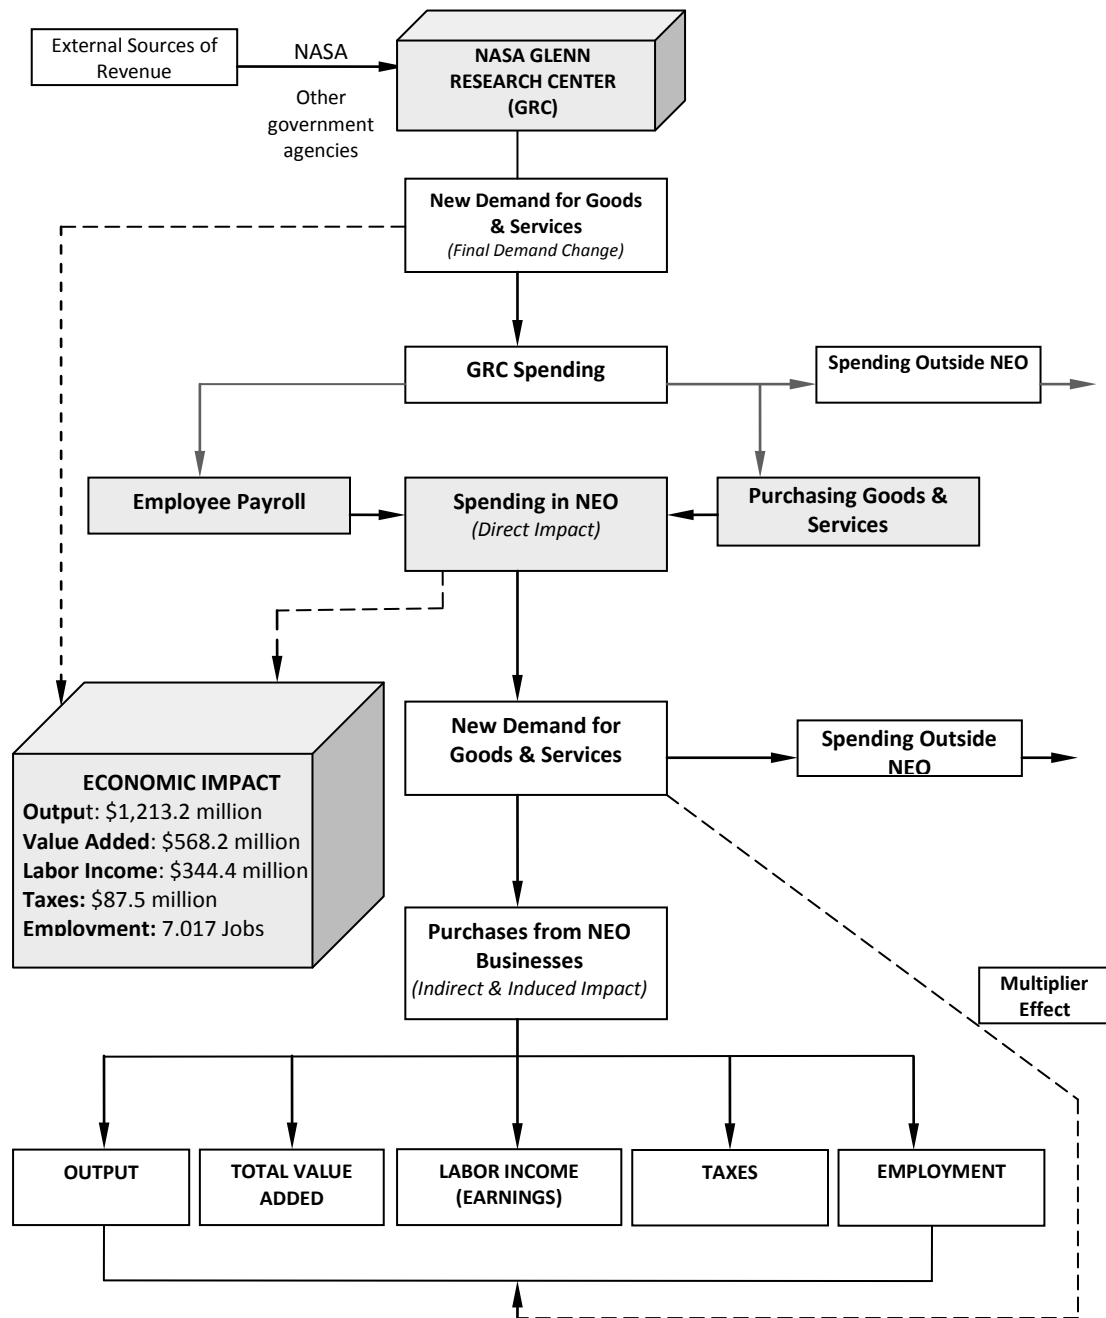 External Sources of
Revenue
NASA
Other
government
agencies
NASA GLENN
RESEARCH CENTER
(GRC)
New Demand for Goods
& Services
(Final Demand Change)
GRC Spending
Spending Outside NEO
Employee Payroll
Spending in NEO
(Direct Impact)
Purchasing Goods &
Services
New Demand for
Goods & Services
Spending Outside
NEO
ECONOMIC IMPACT
Output: $1,213.2 million
Value Added: $568.2 million
Labor Income: $344.4 million
Taxes: $87.5 million
Employment: 7,017 Jobs
Purchases from NEO
Businesses
(Indirect & Induced Impact)
Multiplier
Effect
OUTPUT
TOTAL VALUE
ADDED
LABOR INCOME
(EARNINGS)
TAXES
EMPLOYMENT